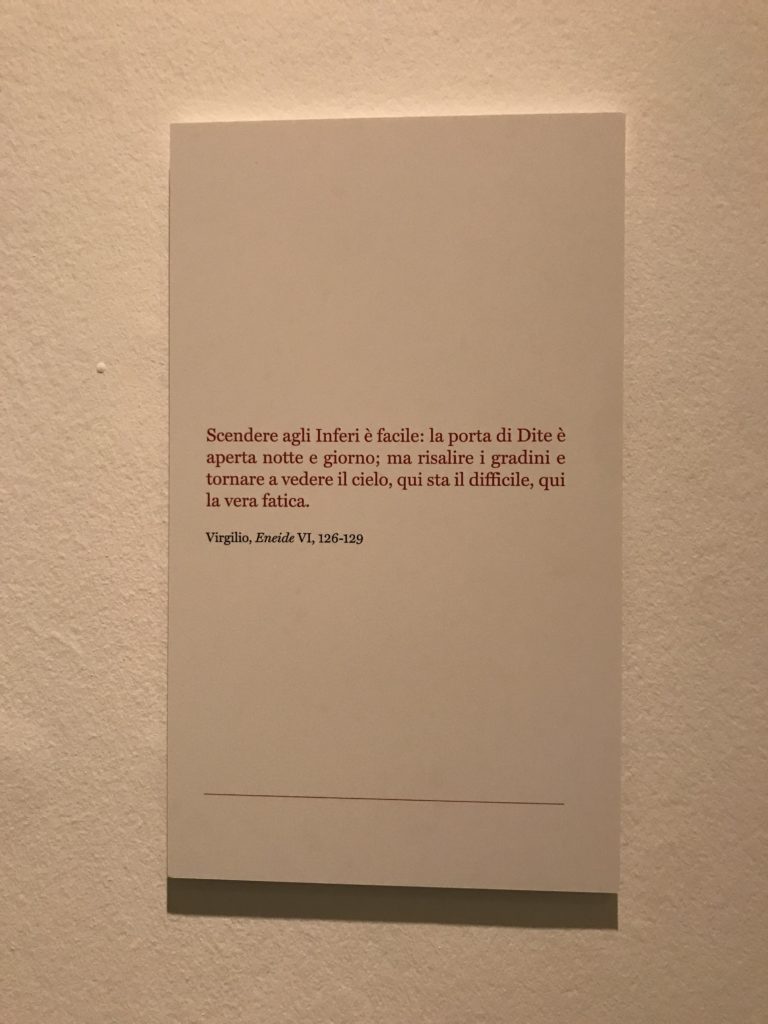 Scendere agli Inferi è facile: la porta di Dite è
aperta notte e giorno; ma risalire i gradini e
tornare a vedere il cielo, qui sta il difficile, qui
la vera fatica.
Virgilio, Eneide VI, 126-129